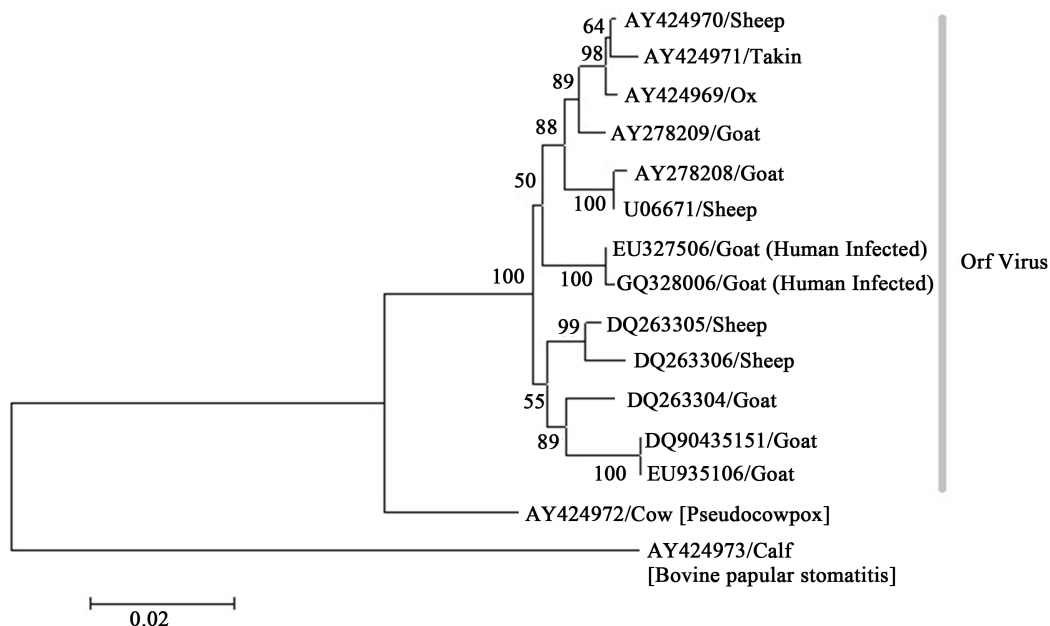 64
AY424970/Sheep
98
AY424971/Takin
89
AY424969/Ox
88
AY278209/Goat
50
AY278208/Goat
100
U06671/Sheep
EU327506/Goat (Human Infected)
Orf Virus
100
100
GQ328006/Goat (Human Infected)
99
DQ263305/Sheep
DQ263306/Sheep
55
DQ263304/Goat
89
DQ90435151/Goat
100
EU935106/Goat
AY424972/Cow [Pseudocowpox]
AY424973/Calf
[Bovine papular stomatitis]
0.02